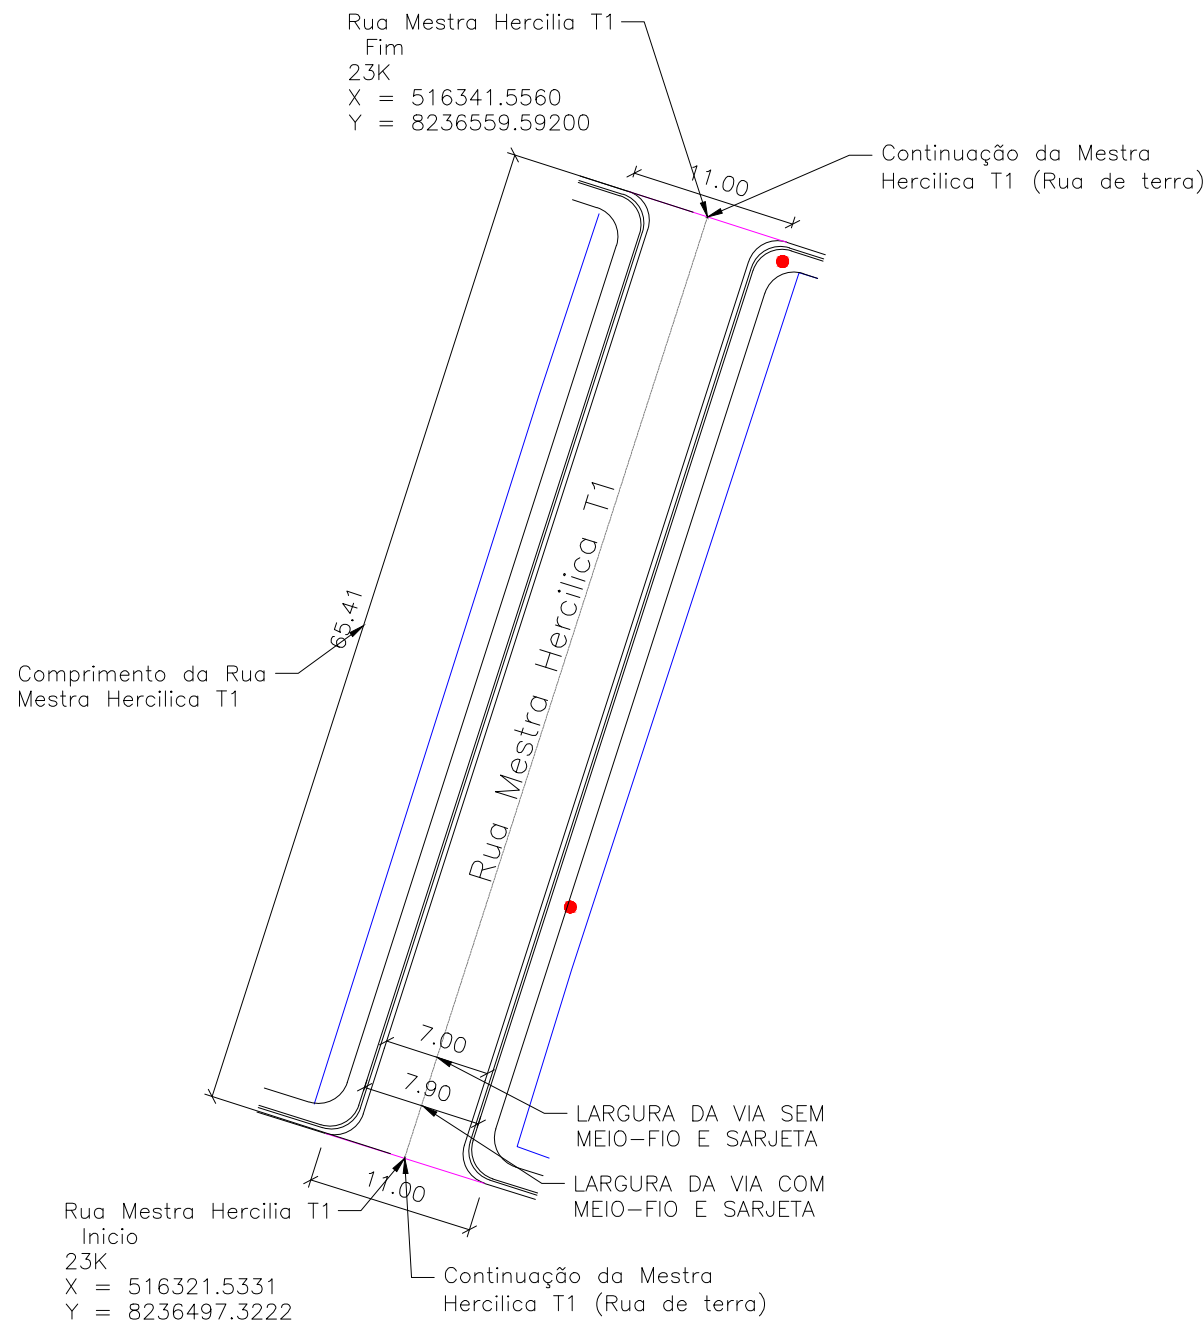 Rua Mestra Hercilia T1
Fim
23K
X = 516341.5560
Y = 8236559.59200
Continuação da Mestra
Hercilica T1 (Rua de terra)
11.00
65.41
Comprimento da Rua
Mestra Hercilica T1
Rua Mestra Hercilica T1
7.00
7.90
LARGURA DA VIA SEM
MEIO-FIO E SARJETA
LARGURA DA VIA COM
MEIO-FIO E SARJETA
11.00
Rua Mestra Hercilia T1
Inicio
23K
X = 516321.5331
Y = 8236497.3222
Continuação da Mestra
Hercilica T1 (Rua de terra)